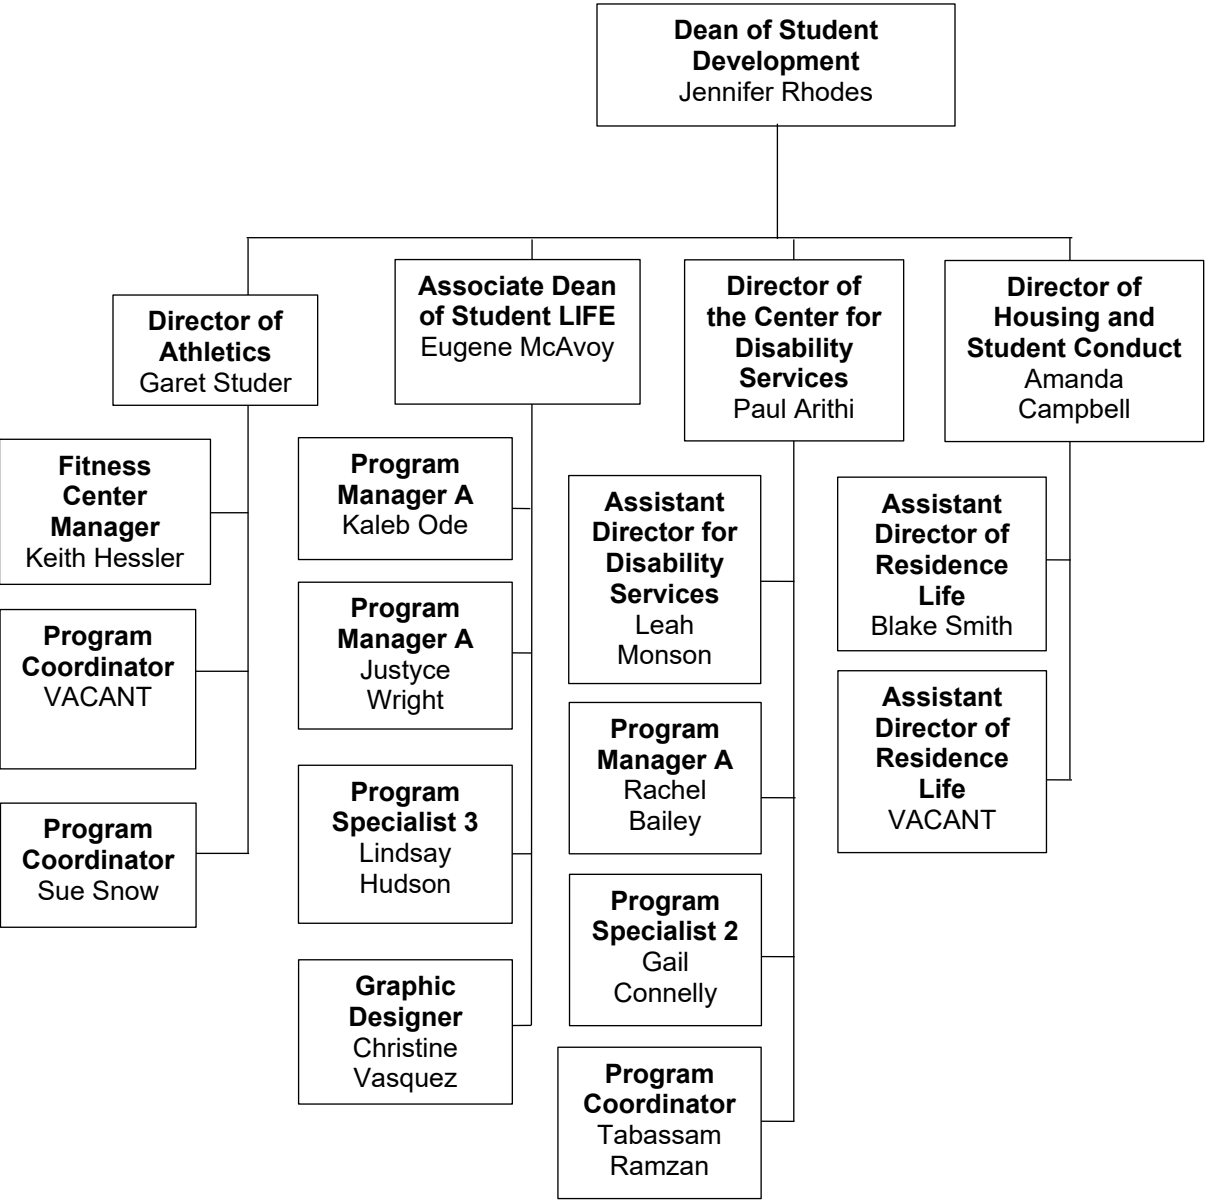 Dean of Student
Development
Jennifer Rhodes
Director of
Athletics
Garet Studer
Associate Dean
of Student LIFE
Eugene McAvoy
Director of
the Center for
Disability
Services
Paul Arithi
Director of
Housing and
Student Conduct
Amanda
Campbell
Fitness
Center
Manager
Keith Hessler
Program
Coordinator
VACANT
Program
Coordinator
Sue Snow
Program
Manager A
Kaleb Ode
Program
Manager A
Justyce
Wright
Program
Specialist 3
Lindsay
Hudson
Graphic
Designer
Christine
Vasquez
Assistant
Director for
Disability
Services
Leah
Monson
Program
Manager A
Rachel
Bailey
Program
Specialist 2
Gail
Connelly
Program
Coordinator
Tabassam
Ramzan
Assistant
Director of
Residence
Life
Blake Smith
Assistant
Director of
Residence
Life
VACANT